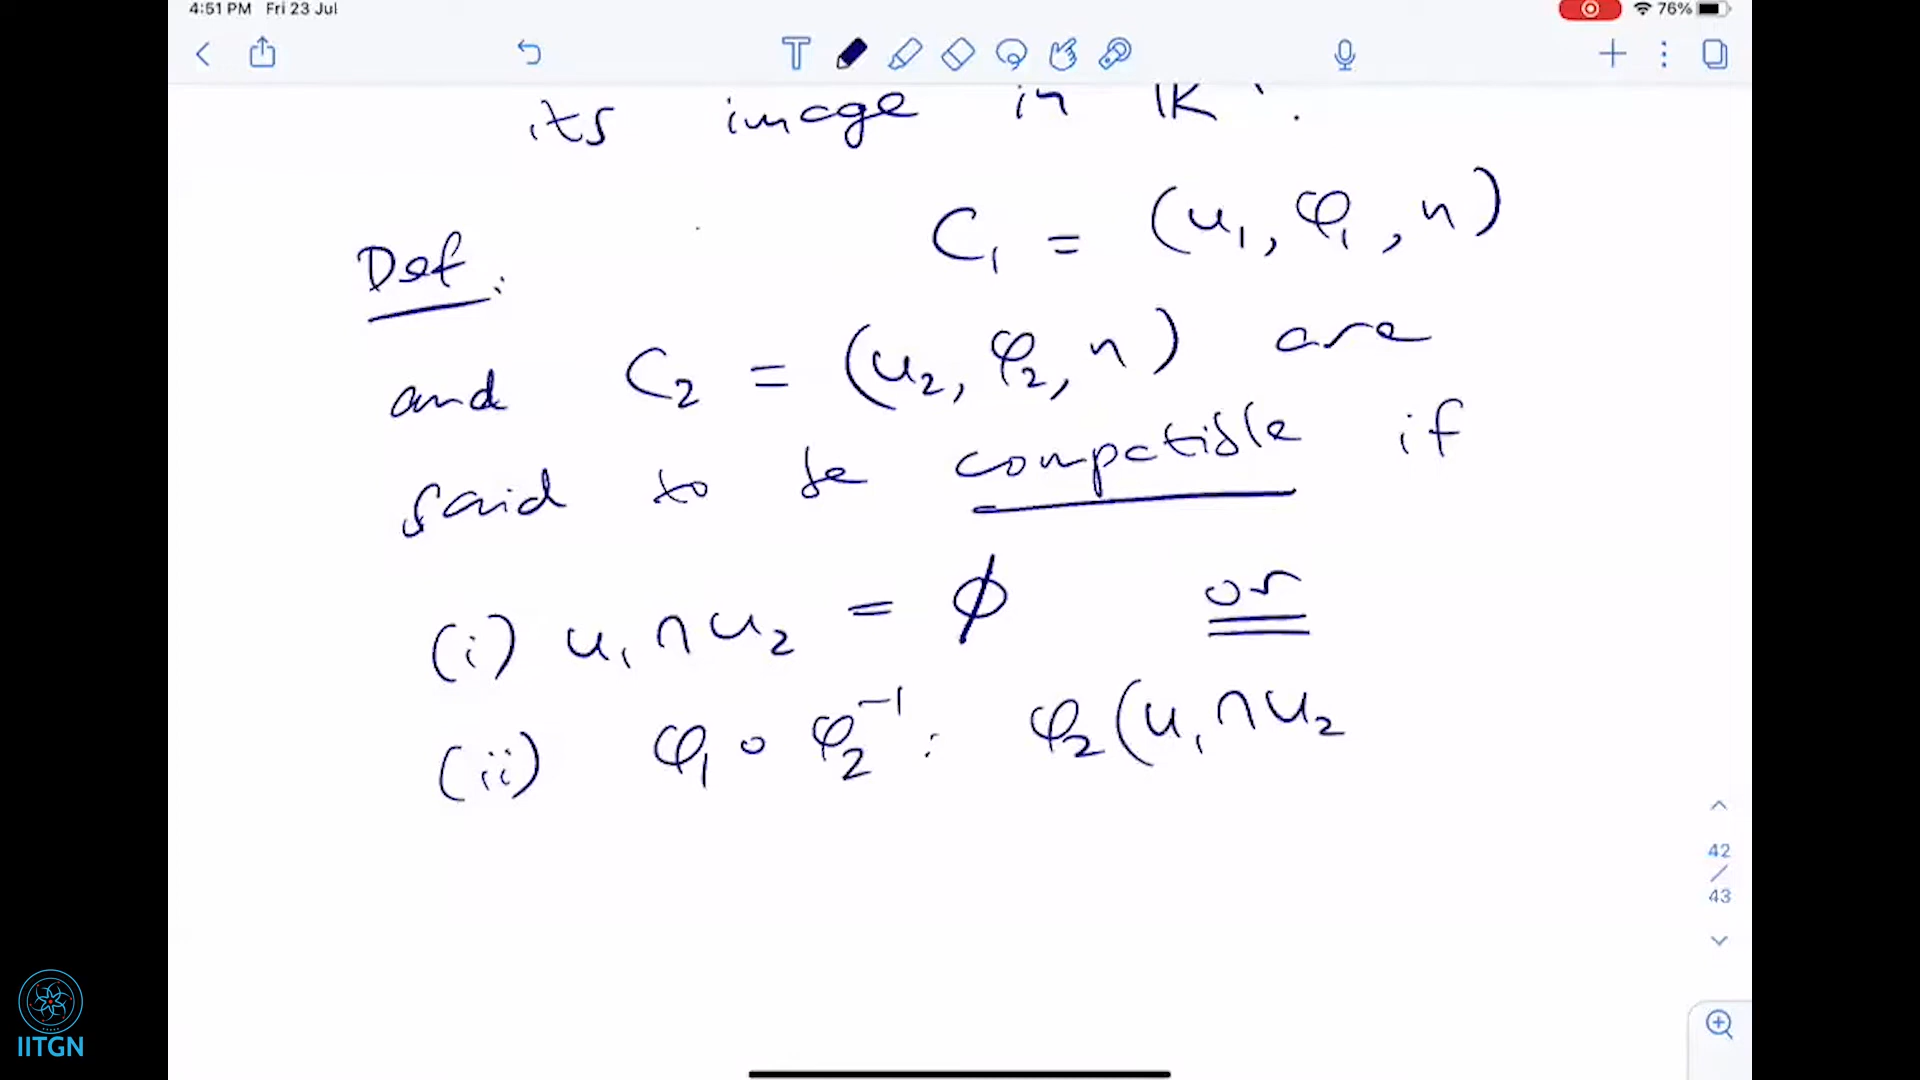 4:51 PM Fri 23 Jul
76%
its image in K .
Def : C₁ = (u₁, φ₁, n)
and C₂ = (u₂, φ₂, n) are
said to be compatible if
(i) u₁ ∩ u₂ = ϕ or
(ii) φ₁ ∘ φ₂⁻¹ : φ₂(u₁ ∩ u₂
42
/
43
IITGN